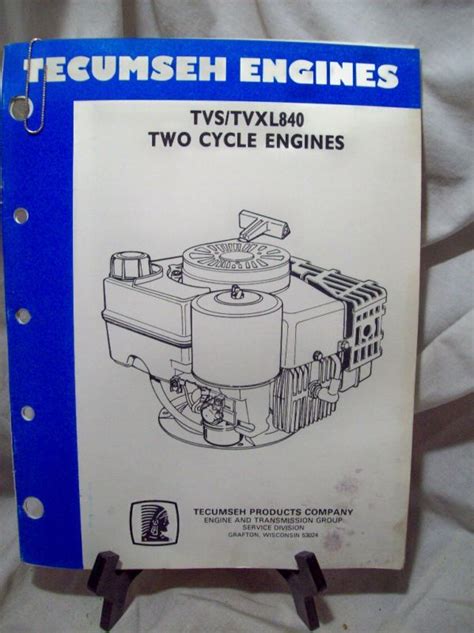 TECUMSEH ENGINES
TVS/TVXL840
TWO CYCLE ENGINES
TECUMSEH PRODUCTS COMPANY
ENGINE AND TRANSMISSION GROUP
SERVICE DIVISION
GRAFTON, WISCONSIN 53024